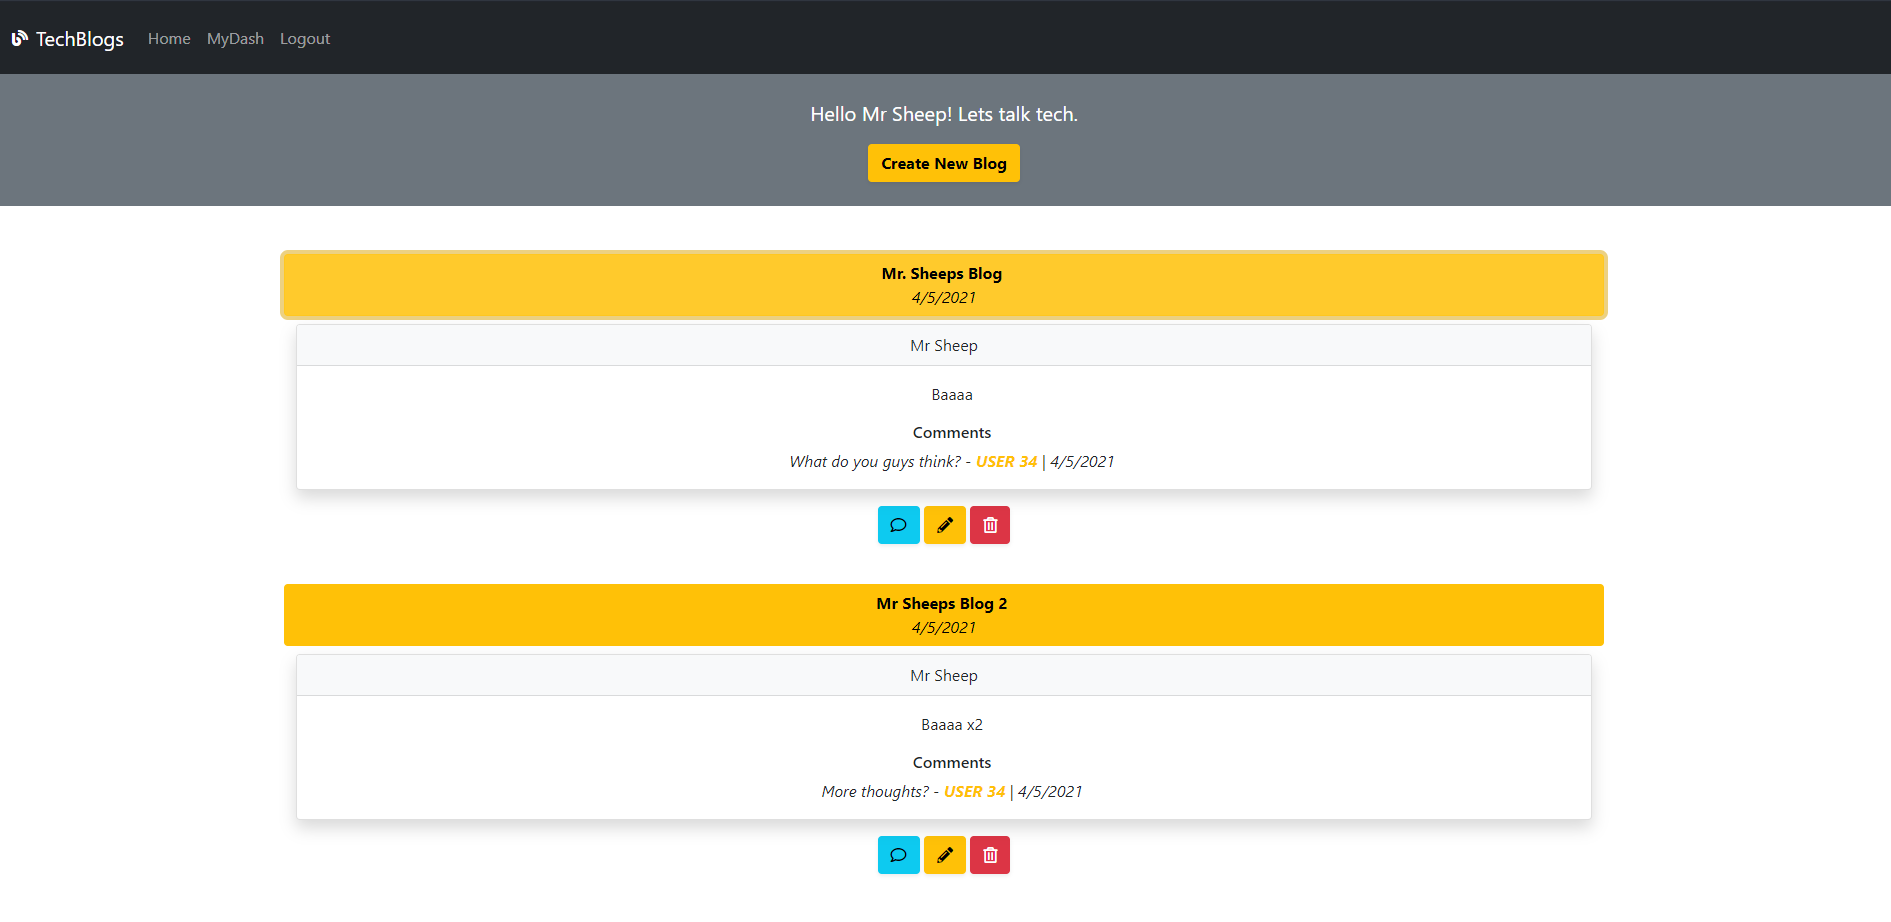 TechBlogs Home MyDash Logout
Hello Mr Sheep! Lets talk tech.
Create New Blog
Mr. Sheeps Blog
4/5/2021
Mr Sheep
Baaaa
Comments
What do you guys think? - USER 34 | 4/5/2021
Mr Sheeps Blog 2
4/5/2021
Mr Sheep
Baaaa x2
Comments
More thoughts? - USER 34 | 4/5/2021